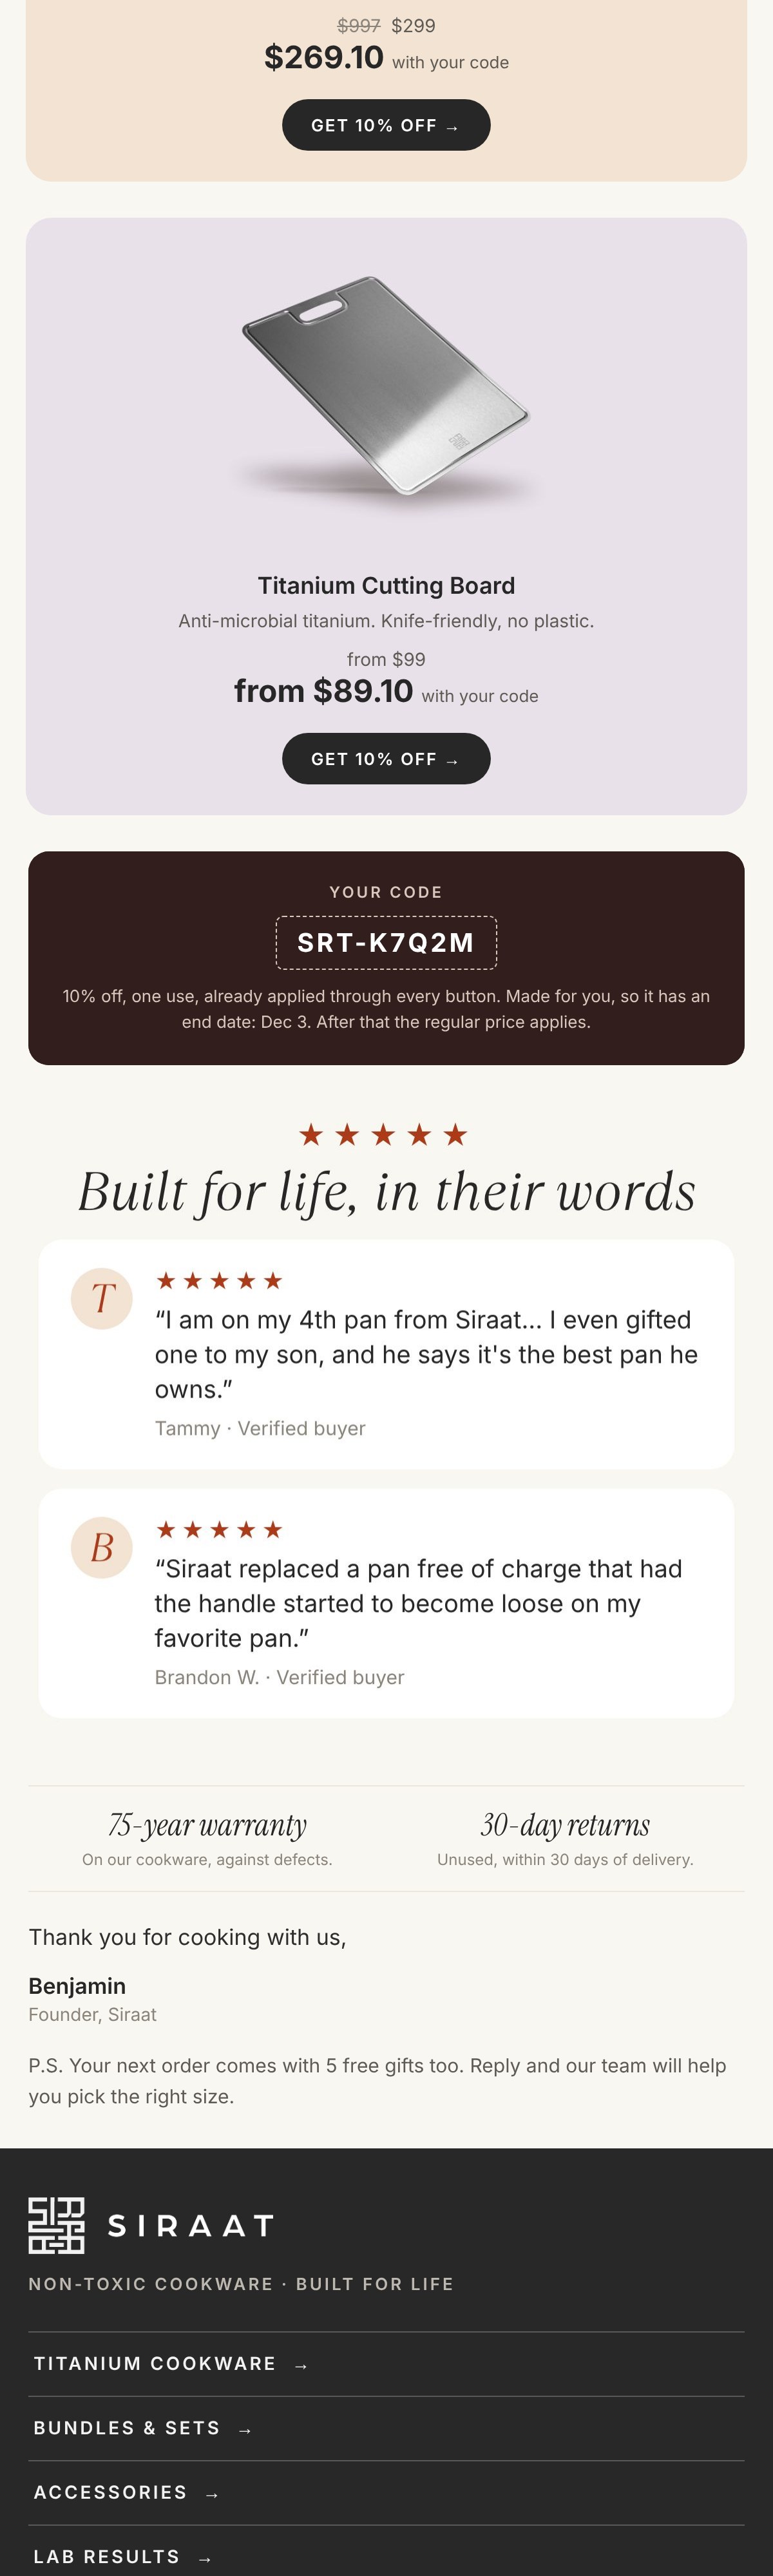 $997 $299
$269.10 with your code
GET 10% OFF →
Titanium Cutting Board
Anti-microbial titanium. Knife-friendly, no plastic.
from $99
from $89.10 with your code
GET 10% OFF →
YOUR CODE
SRT-K7Q2M
10% off, one use, already applied through every button. Made for you, so it has an
end date: Dec 3. After that the regular price applies.
★★★★★
Built for life, in their words
T
★★★★★
“I am on my 4th pan from Siraat... I even gifted
one to my son, and he says it's the best pan he
owns.”
Tammy · Verified buyer
B
★★★★★
“Siraat replaced a pan free of charge that had
the handle started to become loose on my
favorite pan.”
Brandon W. · Verified buyer
75-year warranty
On our cookware, against defects.
30-day returns
Unused, within 30 days of delivery.
Thank you for cooking with us,
Benjamin
Founder, Siraat
P.S. Your next order comes with 5 free gifts too. Reply and our team will help
you pick the right size.
SIRAAT
NON-TOXIC COOKWARE · BUILT FOR LIFE
TITANIUM COOKWARE →
BUNDLES & SETS →
ACCESSORIES →
LAB RESULTS →